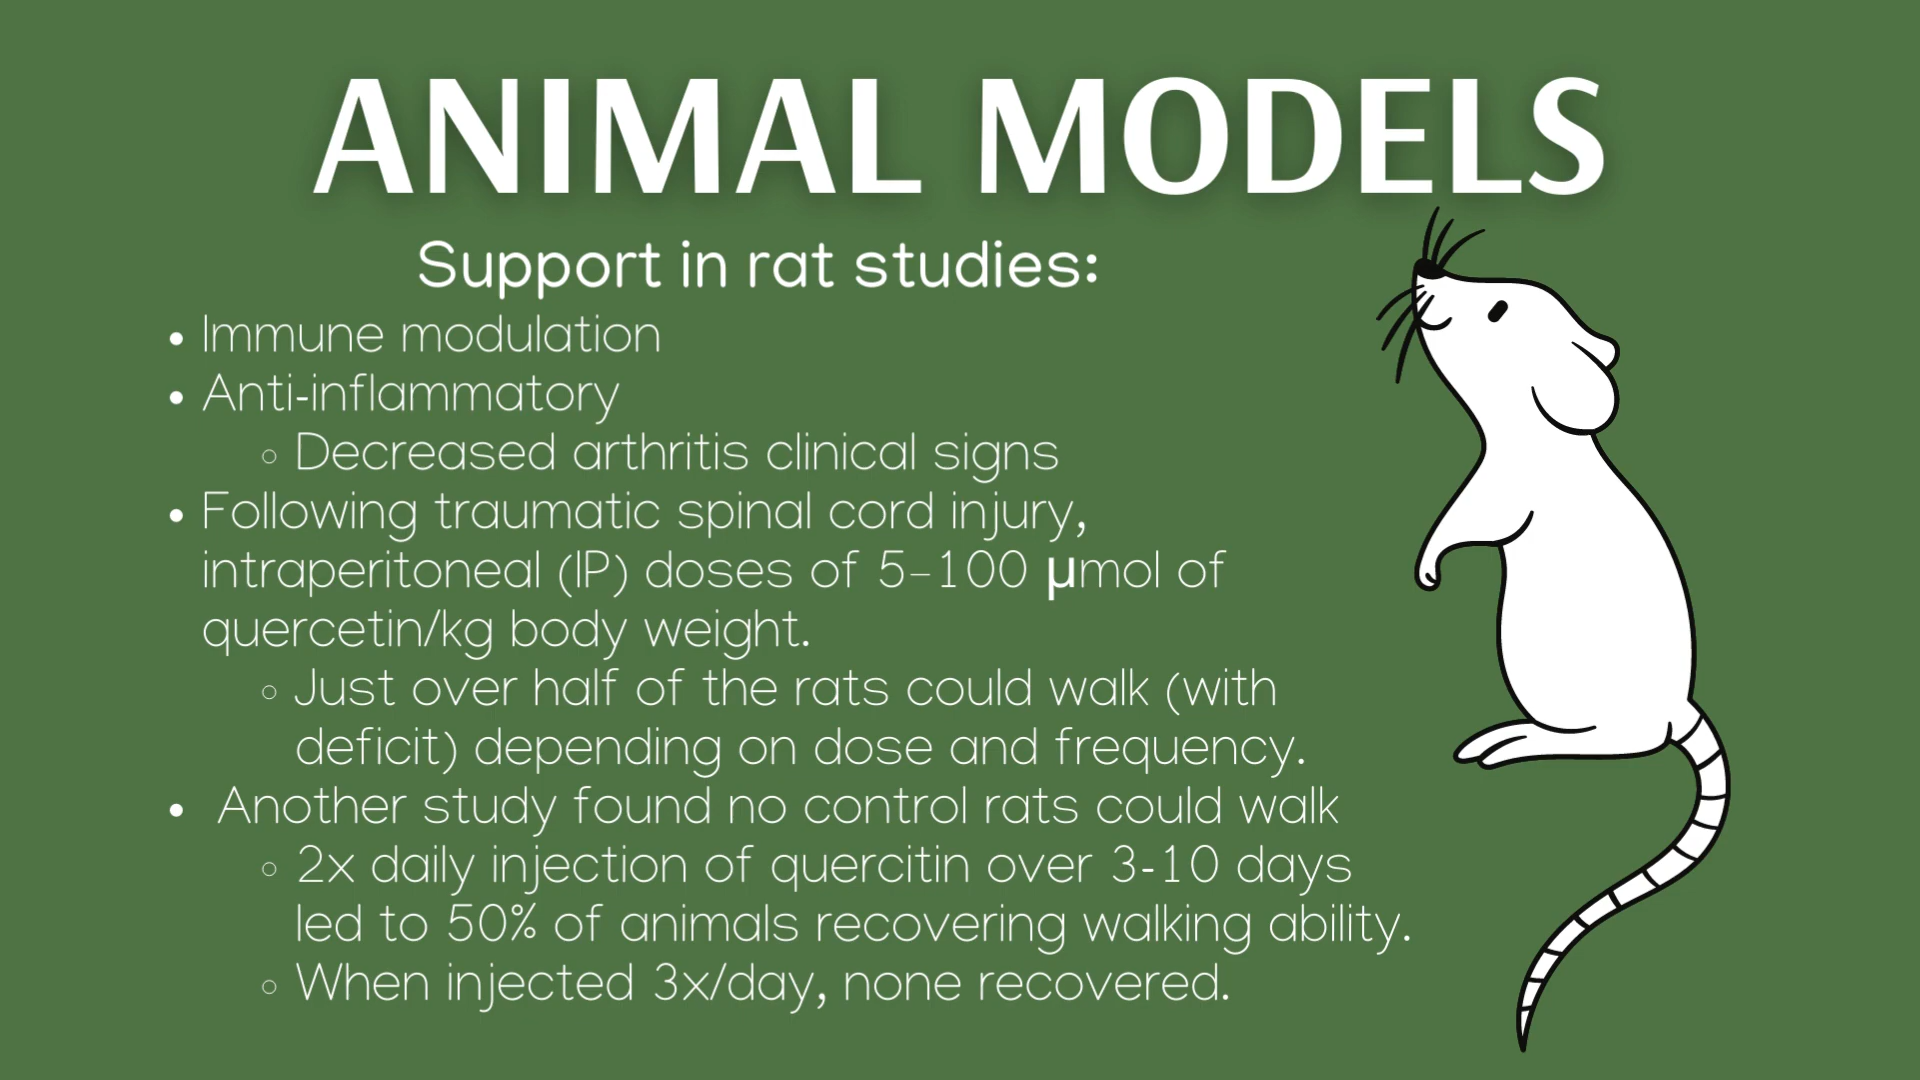 ANIMAL MODELS
Support in rat studies:
• Immune modulation
• Anti-inflammatory
◦ Decreased arthritis clinical signs
• Following traumatic spinal cord injury,
intraperitoneal (IP) doses of 5–100 µmol of
quercetin/kg body weight.
◦ Just over half of the rats could walk (with
deficit) depending on dose and frequency.
• Another study found no control rats could walk
◦ 2x daily injection of quercitin over 3-10 days
led to 50% of animals recovering walking ability.
◦ When injected 3x/day, none recovered.